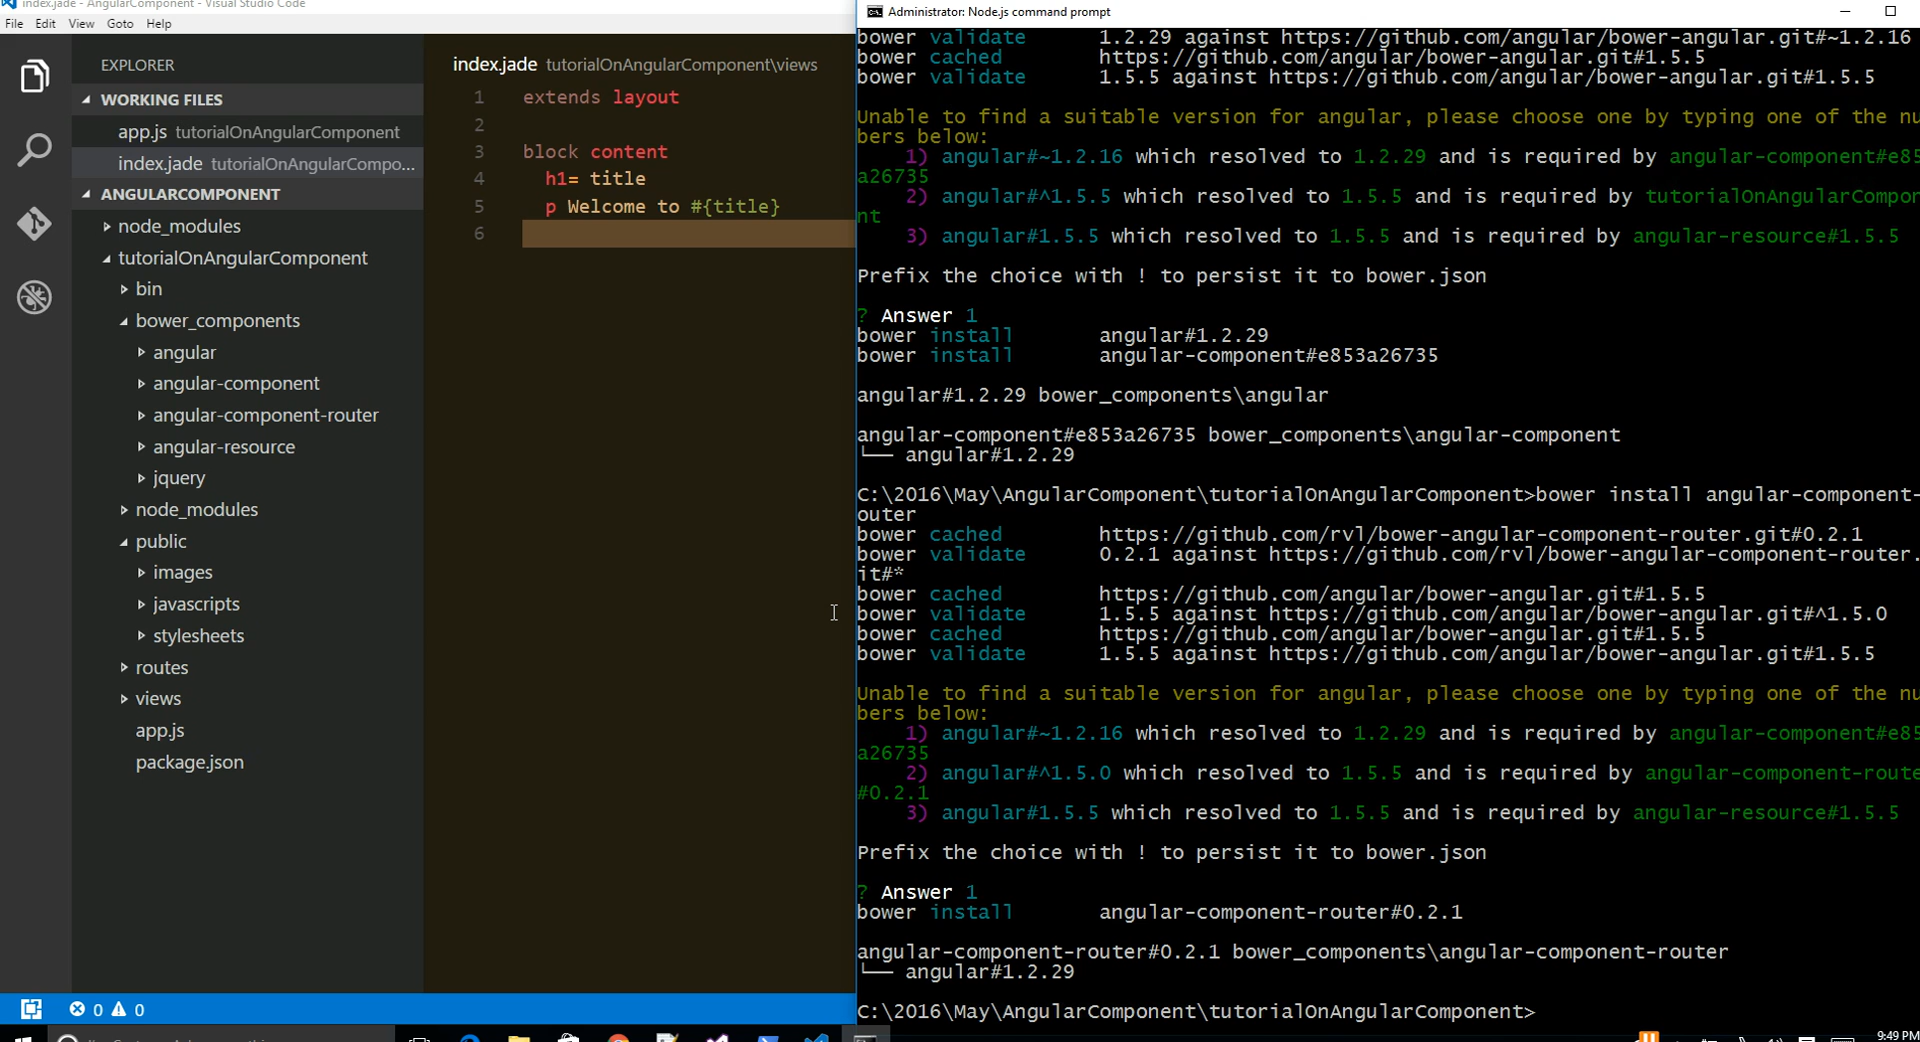 index.jade - AngularComponent - Visual Studio Code
File Edit View Goto Help
EXPLORER
WORKING FILES
app.js tutorialOnAngularComponent
index.jade tutorialOnAngularCompo...
ANGULARCOMPONENT
node_modules
tutorialOnAngularComponent
bin
bower_components
angular
angular-component
angular-component-router
angular-resource
jquery
node_modules
public
images
javascripts
stylesheets
routes
views
app.js
package.json
index.jade tutorialOnAngularComponent\views
1 extends layout
2
3 block content
4 h1= title
5 p Welcome to #{title}
6
0 0
Administrator: Node.js command prompt
bower validate 1.2.29 against https://github.com/angular/bower-angular.git#~1.2.16
bower cached https://github.com/angular/bower-angular.git#1.5.5
bower validate 1.5.5 against https://github.com/angular/bower-angular.git#1.5.5
Unable to find a suitable version for angular, please choose one by typing one of the nu
bers below:
1) angular#~1.2.16 which resolved to 1.2.29 and is required by angular-component#e8
a26735
2) angular#^1.5.5 which resolved to 1.5.5 and is required by tutorialOnAngularCompor
nt
3) angular#1.5.5 which resolved to 1.5.5 and is required by angular-resource#1.5.5
Prefix the choice with ! to persist it to bower.json
? Answer 1
bower install angular#1.2.29
bower install angular-component#e853a26735
angular#1.2.29 bower_components\angular
angular-component#e853a26735 bower_components\angular-component
└── angular#1.2.29
C:\2016\May\AngularComponent\tutorialOnAngularComponent>bower install angular-component-
outer
bower cached https://github.com/rvl/bower-angular-component-router.git#0.2.1
bower validate 0.2.1 against https://github.com/rvl/bower-angular-component-router.
it#*
bower cached https://github.com/angular/bower-angular.git#1.5.5
bower validate 1.5.5 against https://github.com/angular/bower-angular.git#^1.5.0
bower cached https://github.com/angular/bower-angular.git#1.5.5
bower validate 1.5.5 against https://github.com/angular/bower-angular.git#1.5.5
Unable to find a suitable version for angular, please choose one by typing one of the nu
bers below:
1) angular#~1.2.16 which resolved to 1.2.29 and is required by angular-component#e85
a26735
2) angular#^1.5.0 which resolved to 1.5.5 and is required by angular-component-route
#0.2.1
3) angular#1.5.5 which resolved to 1.5.5 and is required by angular-resource#1.5.5
Prefix the choice with ! to persist it to bower.json
? Answer 1
bower install angular-component-router#0.2.1
angular-component-router#0.2.1 bower_components\angular-component-router
└── angular#1.2.29
C:\2016\May\AngularComponent\tutorialOnAngularComponent>
9:49 PM